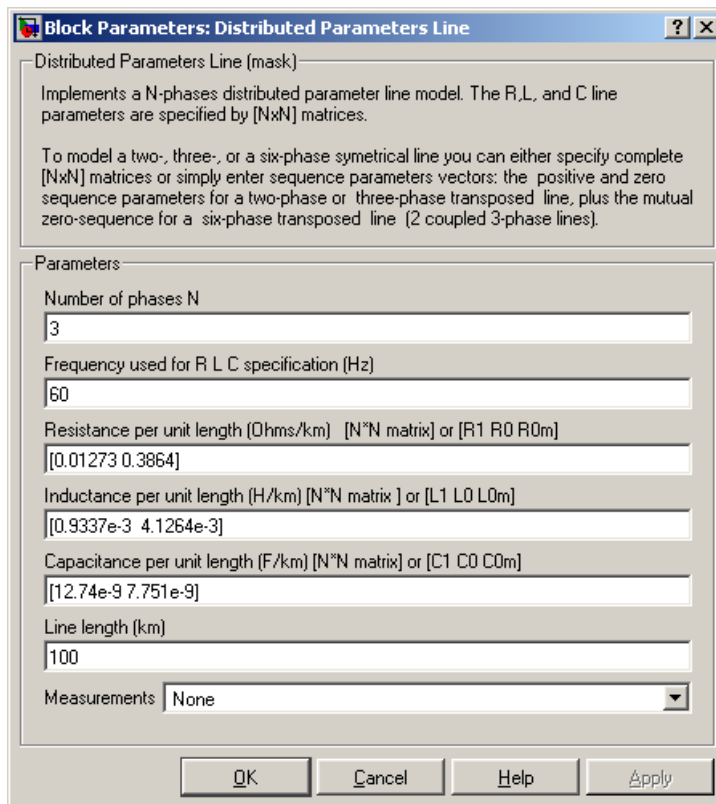 Block Parameters: Distributed Parameters Line
Distributed Parameters Line (mask)
Implements a N-phases distributed parameter line model. The R,L, and C line
parameters are specified by [NxN] matrices.
To model a two-, three-, or a six-phase symetrical line you can either specify complete
[NxN] matrices or simply enter sequence parameters vectors: the positive and zero
sequence parameters for a two-phase or three-phase transposed line, plus the mutual
zero-sequence for a six-phase transposed line (2 coupled 3-phase lines).
Parameters
Number of phases N
3
Frequency used for R L C specification (Hz)
60
Resistance per unit length (Ohms/km) [N*N matrix] or [R1 R0 R0m]
[0.01273 0.3864]
Inductance per unit length (H/km) [N*N matrix ] or [L1 L0 L0m]
[0.9337e-3 4.1264e-3]
Capacitance per unit length (F/km) [N*N matrix] or [C1 C0 C0m]
[12.74e-9 7.751e-9]
Line length (km)
100
Measurements None
OK Cancel Help Apply